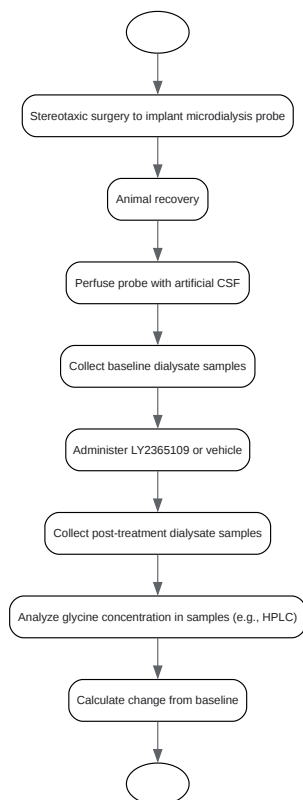 Stereotaxic surgery to implant microdialysis probe
Animal recovery
Perfuse probe with artificial CSF
Collect baseline dialysate samples
Administer LY2365109 or vehicle
Collect post-treatment dialysate samples
Analyze glycine concentration in samples (e.g., HPLC)
Calculate change from baseline